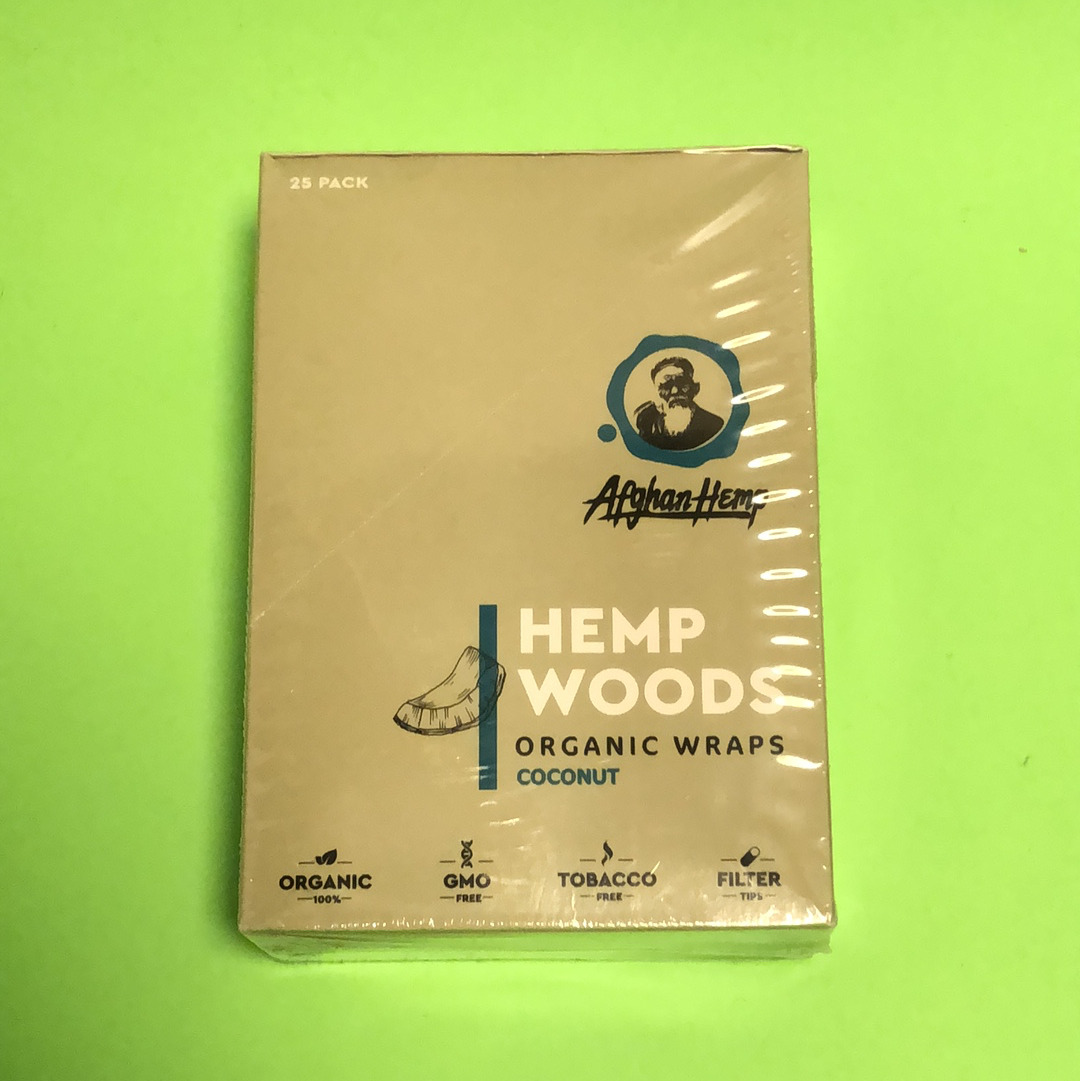 25 PACK
Afghan Hemp
HEMP
WOODS
ORGANIC WRAPS
COCONUT
ORGANIC
100%
GMO
FREE
TOBACCO
FREE
FILTER
TIPS